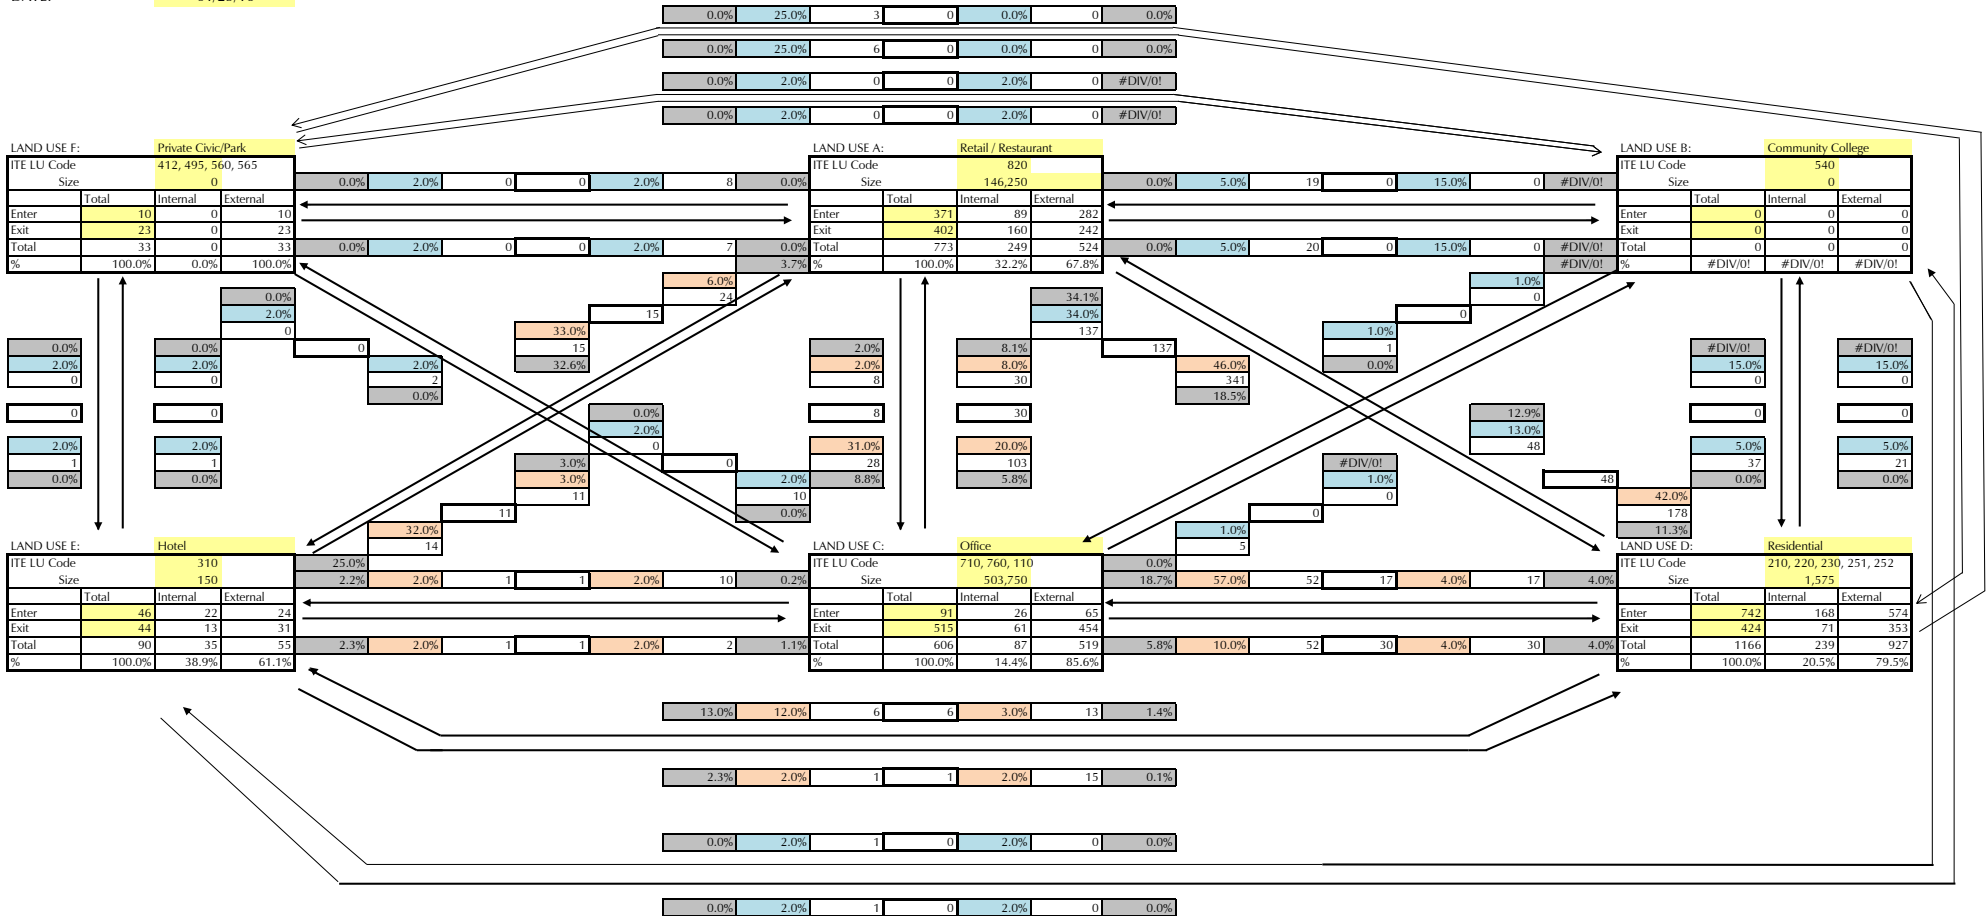 0.0% 25.0% 3 0 0.0% 0 0.0%
0.0% 25.0% 6 0 0.0% 0 0.0%
0.0% 2.0% 0 0 2.0% 0 #DIV/0!
0.0% 2.0% 0 0 2.0% 0 #DIV/0!
LAND USE F: Private Civic/Park LAND USE A: Retail / Restaurant LAND USE B: Community College
ITE LU Code 412, 495, 560, 565 ITE LU Code 820 ITE LU Code 540
Size 0 0.0% 2.0% 0 0 2.0% 8 0.0% Size 146,250 0.0% 5.0% 19 0 15.0% 0 #DIV/0! Size 0
Total Internal External Total Internal External Total Internal External
Enter 10 0 10 Enter 371 89 282 Enter 0 0 0
Exit 23 0 23 Exit 402 160 242 Exit 0 0 0
Total 33 0 33 0.0% 2.0% 0 0 2.0% 7 0.0% Total 773 249 524 0.0% 5.0% 20 0 15.0% 0 #DIV/0! Total 0 0 0
% 100.0% 0.0% 100.0% 3.7% % 100.0% 32.2% 67.8% #DIV/0! % #DIV/0! #DIV/0! #DIV/0!
6.0% 1.0%
0.0% 24 34.1% 0
2.0% 15 34.0% 0
0 33.0% 137 1.0%
0.0% 0.0% 0 15 2.0% 8.1% 137 1 #DIV/0! #DIV/0!
2.0% 2.0% 2.0% 32.6% 2.0% 8.0% 46.0% 0.0% 15.0% 15.0%
0 0 2 8 30 341 0 0
0.0% 18.5%
0 0 0.0% 8 30 12.9% 0 0
2.0% 13.0%
2.0% 2.0% 0 31.0% 20.0% 48 5.0% 5.0%
1 1 3.0% 0 28 103 #DIV/0! 37 21
0.0% 0.0% 3.0% 2.0% 8.8% 5.8% 1.0% 48 0.0% 0.0%
11 10 0 42.0%
11 0.0% 0 178
32.0% 1.0% 11.3%
LAND USE E: Hotel 14 LAND USE C: Office 5 LAND USE D: Residential
ITE LU Code 310 25.0% ITE LU Code 710, 760, 110 0.0% ITE LU Code 210, 220, 230, 251, 252
Size 150 2.2% 2.0% 1 1 2.0% 10 0.2% Size 503,750 18.7% 57.0% 52 17 4.0% 17 4.0% Size 1,575
Total Internal External Total Internal External Total Internal External
Enter 46 22 24 Enter 91 26 65 Enter 742 168 574
Exit 44 13 31 Exit 515 61 454 Exit 424 71 353
Total 90 35 55 2.3% 2.0% 1 1 2.0% 2 1.1% Total 606 87 519 5.8% 10.0% 52 30 4.0% 30 4.0% Total 1166 239 927
% 100.0% 38.9% 61.1% % 100.0% 14.4% 85.6% % 100.0% 20.5% 79.5%
13.0% 12.0% 6 6 3.0% 13 1.4%
2.3% 2.0% 1 1 2.0% 15 0.1%
0.0% 2.0% 1 0 2.0% 0 0.0%
0.0% 2.0% 1 0 2.0% 0 0.0%